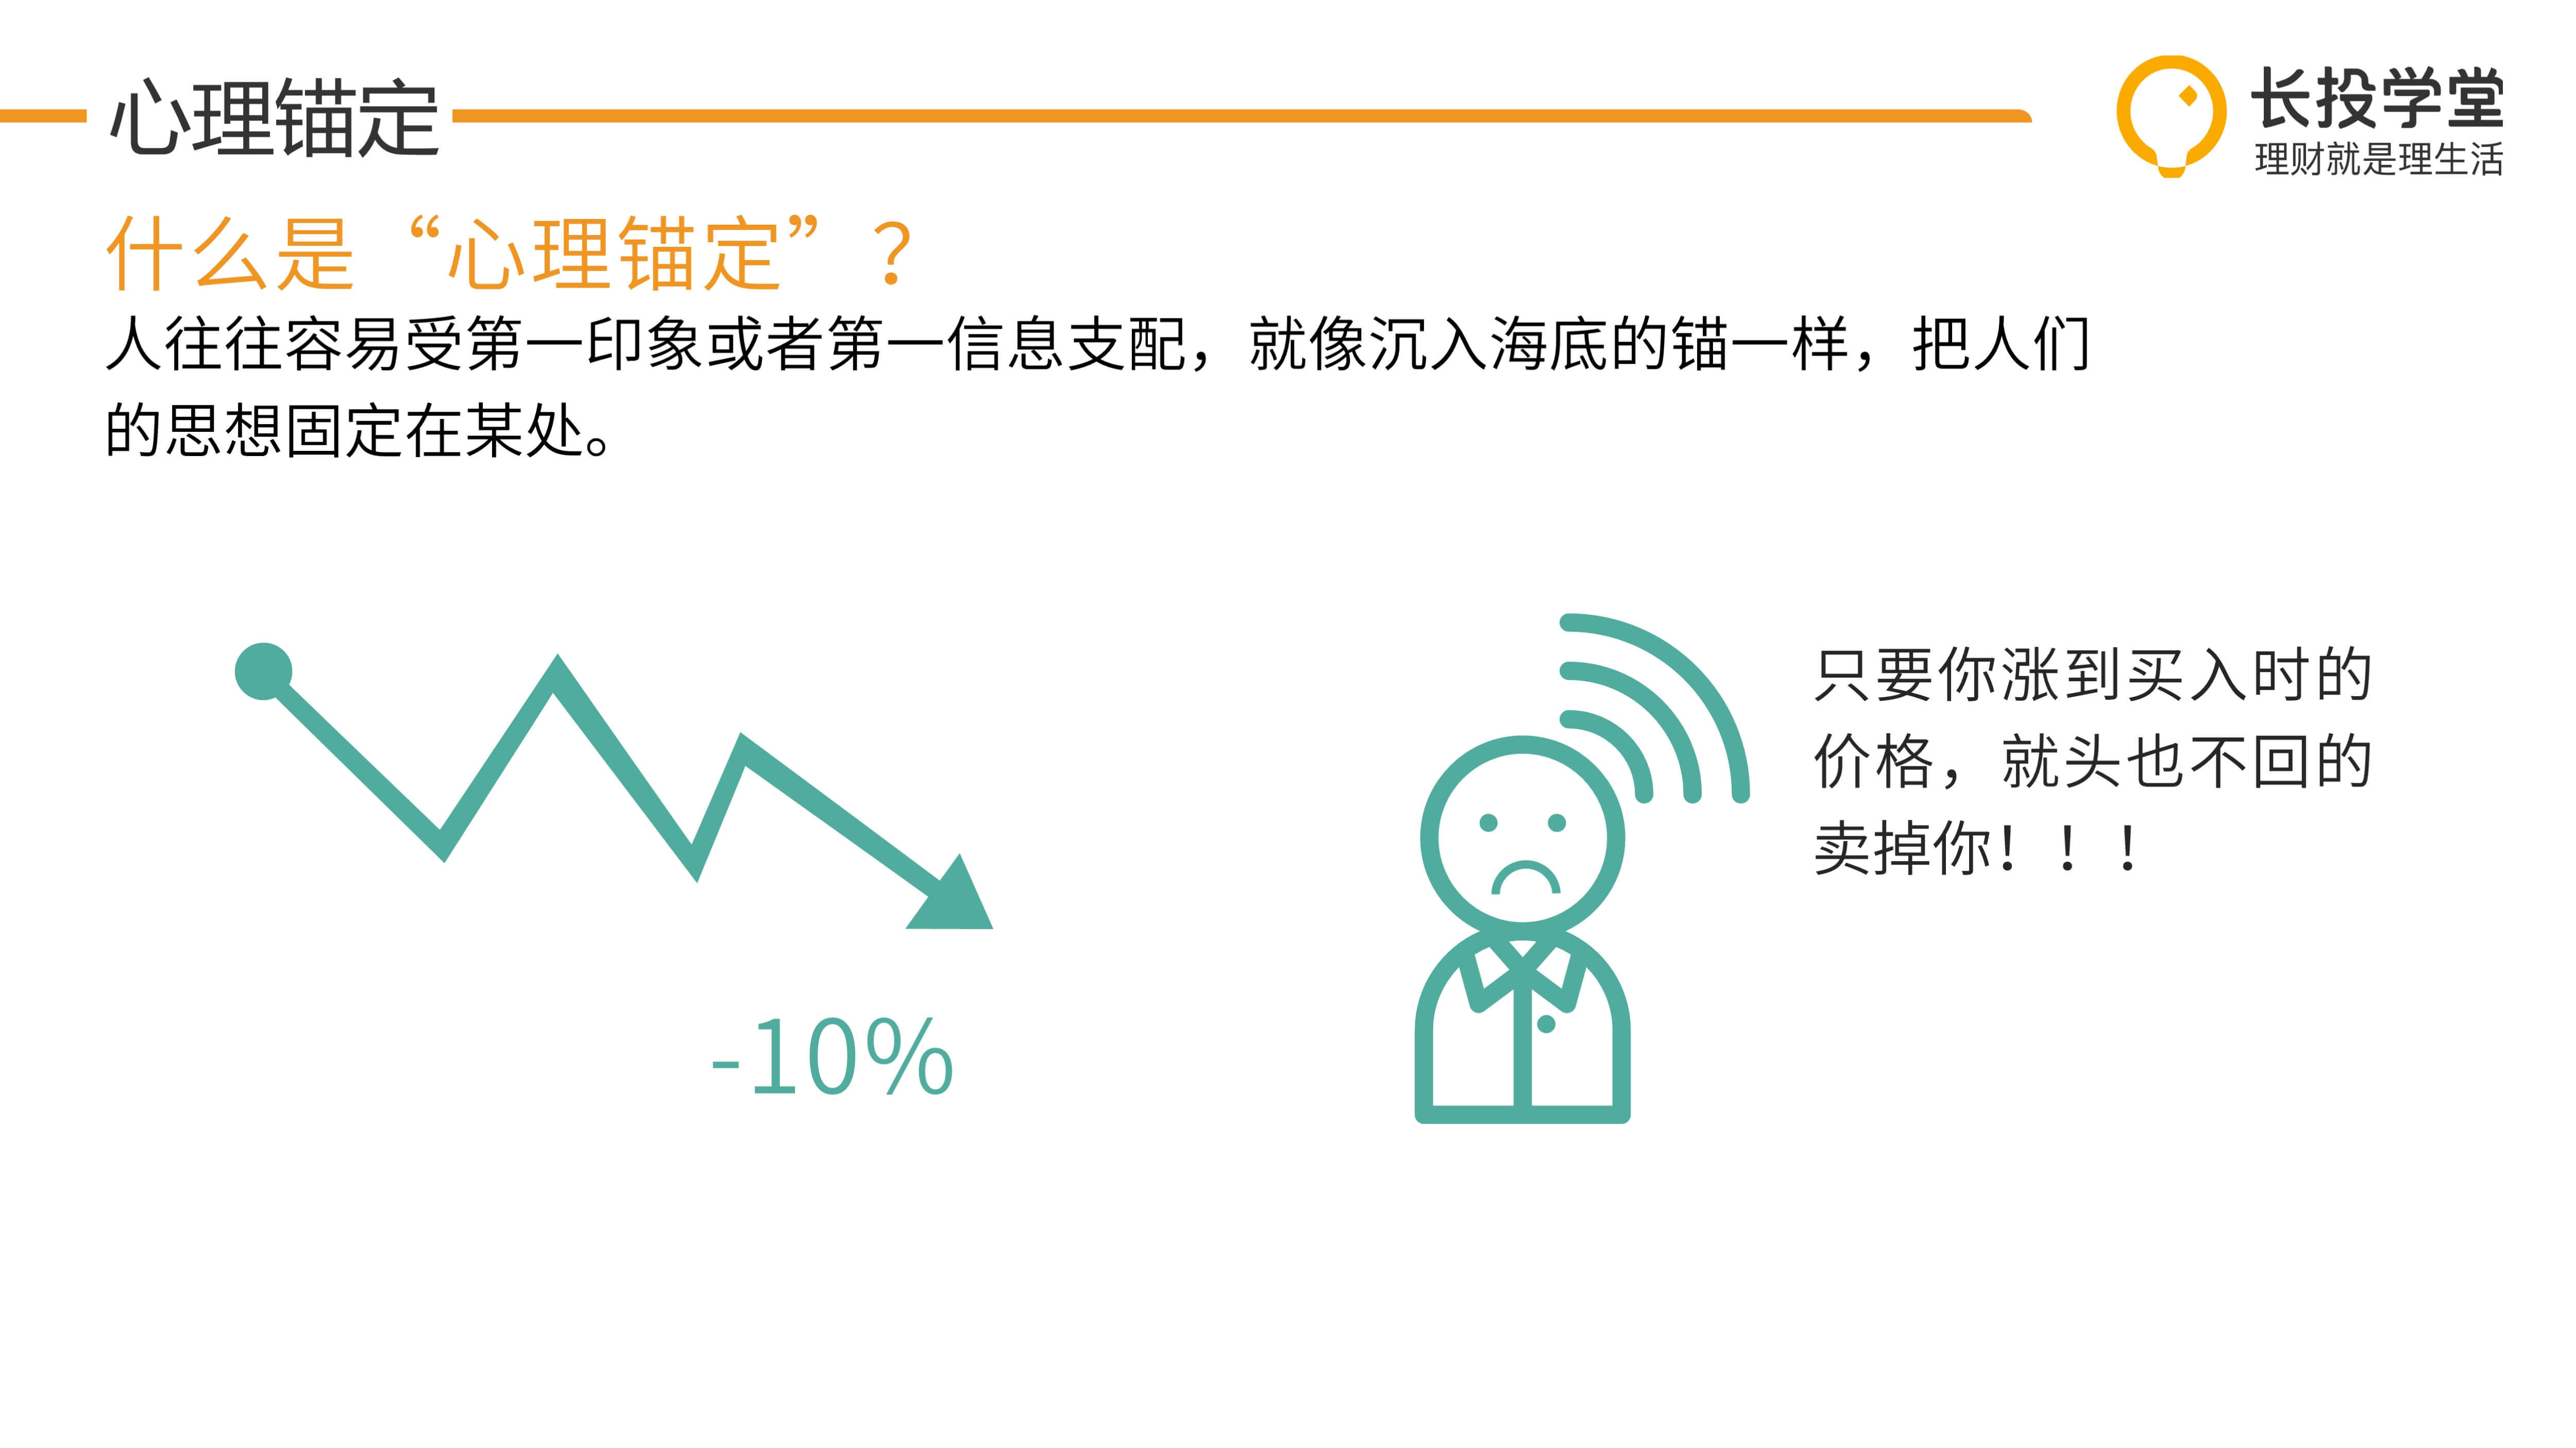 心理锚定
长投学堂
理财就是理生活
什么是“心理锚定”？
人往往容易受第一印象或者第一信息支配，就像沉入海底的锚一样，把人们
的思想固定在某处。
只要你涨到买入时的
价格，就头也不回的
卖掉你！！！
-10%